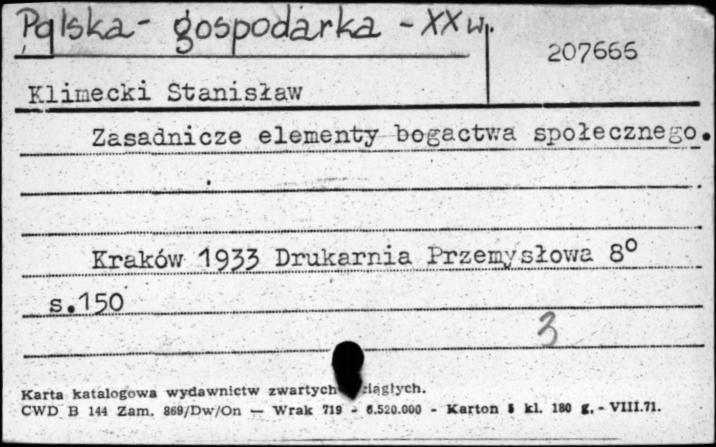 Polska - gospodarka - XX w.
207665
Klimecki Stanisław
Zasadnicze elementy bogactwa społecznego.
Kraków 1933 Drukarnia Przemysłowa 8°
s.150
3
Karta katalogowa wydawnictw zwartych ciągłych.
CWD B 144 Zam. 869/Dw/On — Wrak 719 - 6.520.000 - Karton kl. 180 g. - VIII.71.